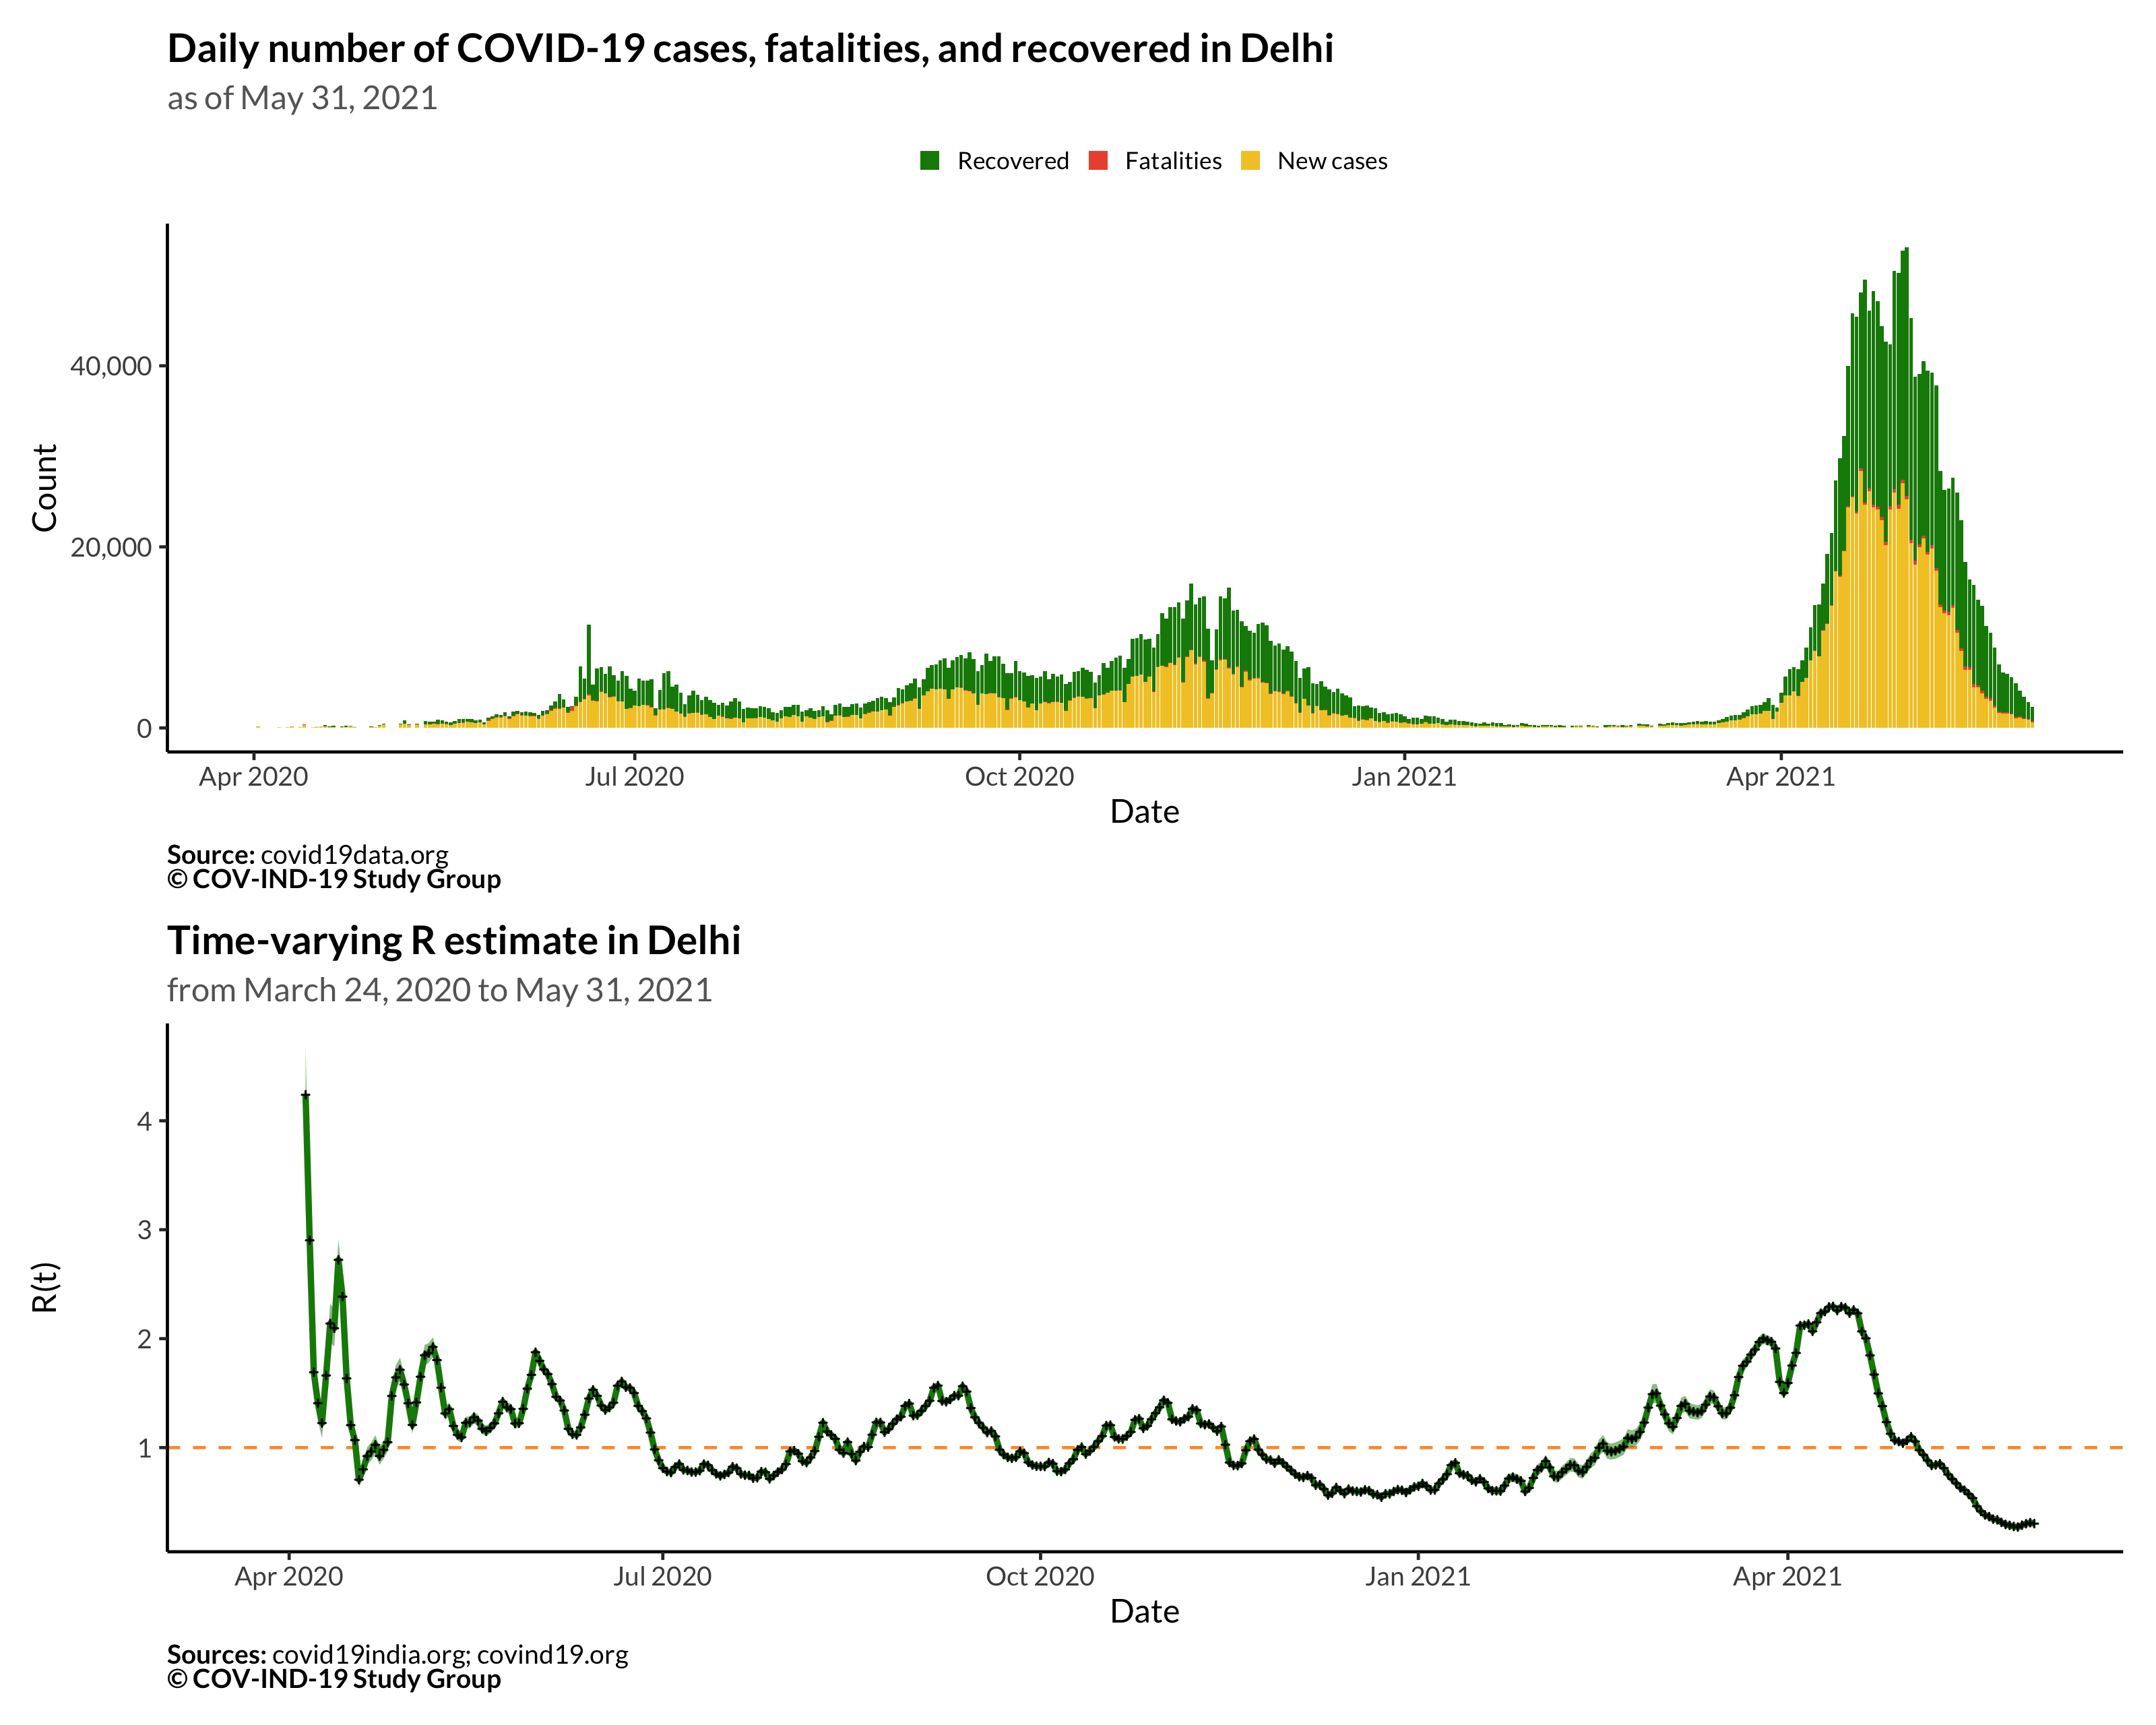 Daily number of COVID-19 cases, fatalities, and recovered in Delhi
as of May 31, 2021
Recovered Fatalities New cases
Count
40,000
20,000
0
Apr 2020 Jul 2020 Oct 2020 Jan 2021 Apr 2021
Date
Source: covid19data.org
© COV-IND-19 Study Group
Time-varying R estimate in Delhi
from March 24, 2020 to May 31, 2021
R(t)
4
3
2
1
Apr 2020 Jul 2020 Oct 2020 Jan 2021 Apr 2021
Date
Sources: covid19india.org; covind19.org
© COV-IND-19 Study Group